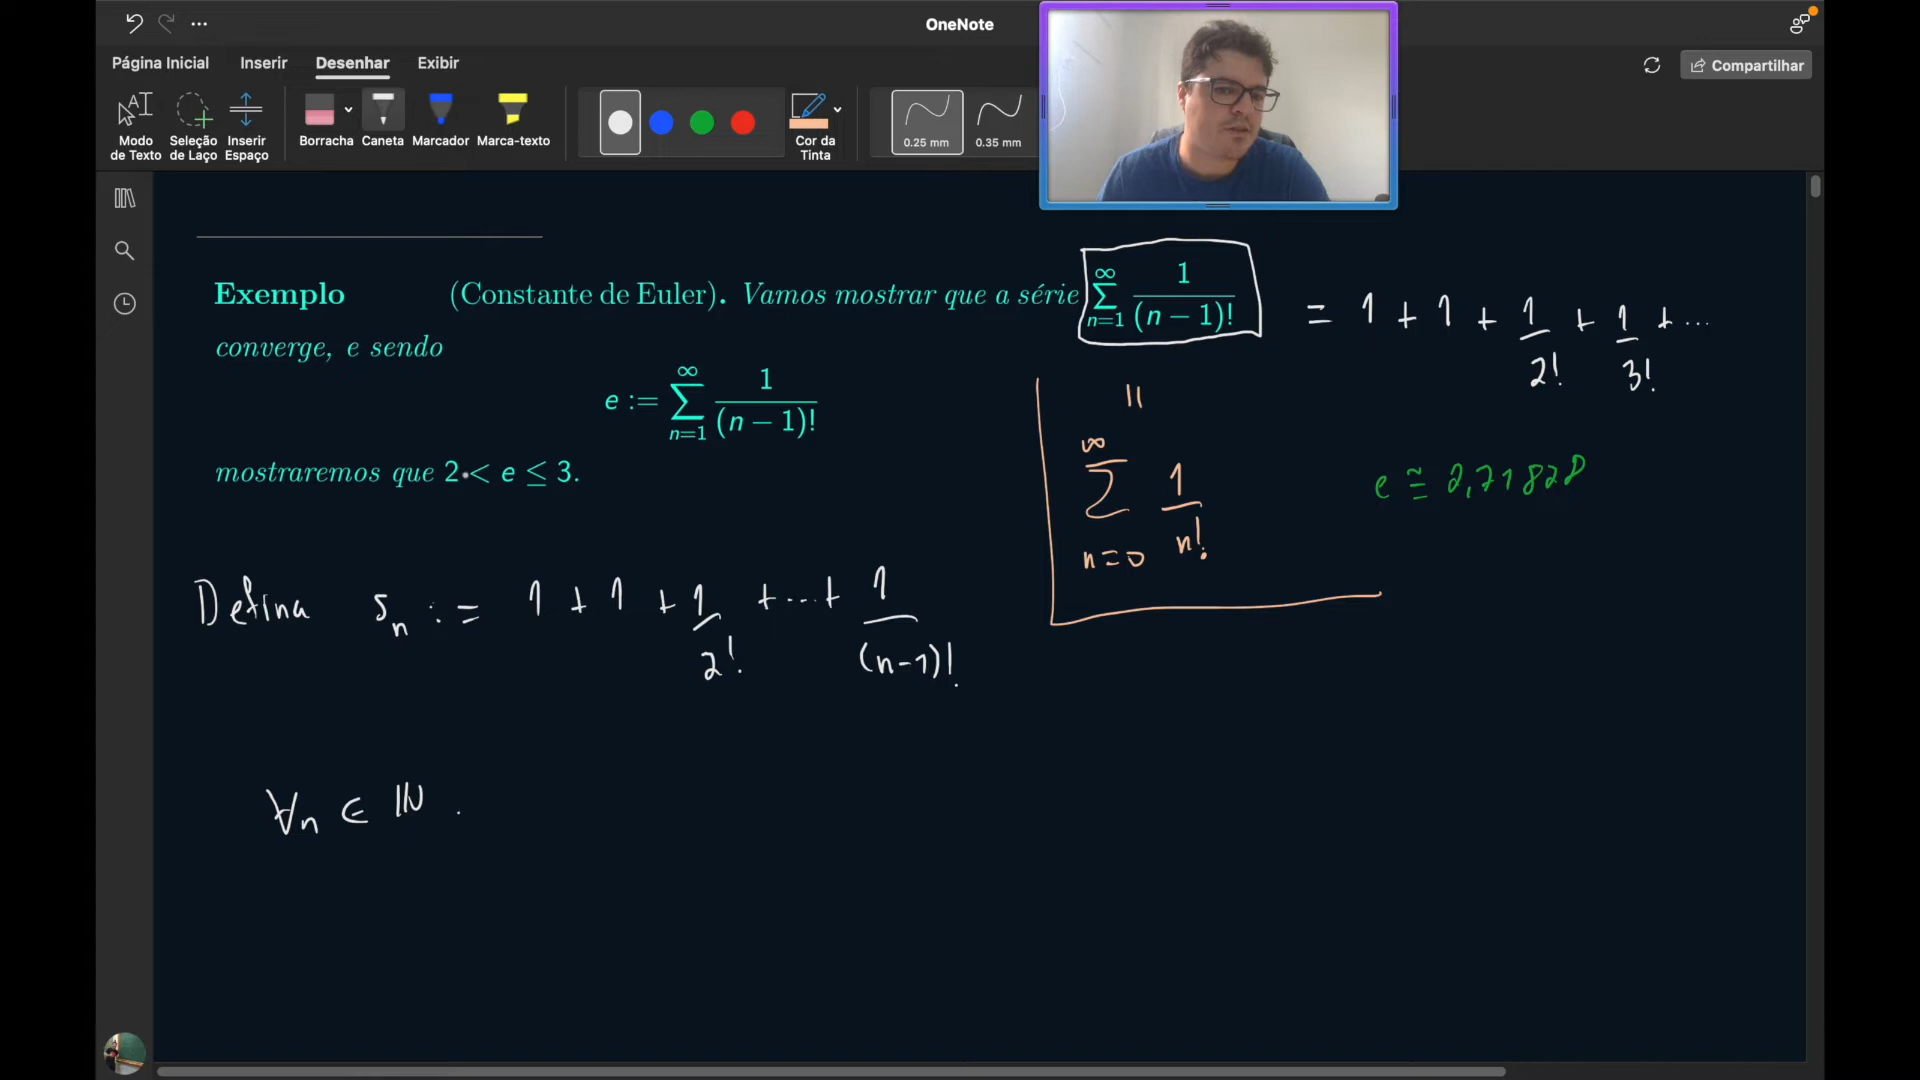 OneNote
Página Inicial Inserir Desenhar Exibir
Compartilhar
Modo de Texto
Seleção de Laço
Inserir Espaço
Borracha
Caneta
Marcador
Marca-texto
Cor da Tinta
0.25 mm
0.35 mm
Exemplo (Constante de Euler). Vamos mostrar que a série ∑_{n=1}^{∞} 1/(n − 1)! = 1 + 1 + 1/2! + 1/3! + ...
converge, e sendo
e := ∑_{n=1}^{∞} 1/(n − 1)!
mostraremos que 2 < e ≤ 3.
||
∑_{n=0}^{∞} 1/n!
e ≅ 2,71828
Defina s_n := 1 + 1 + 1/2! + ... + 1/(n-1)!
∀n ∈ ℕ.